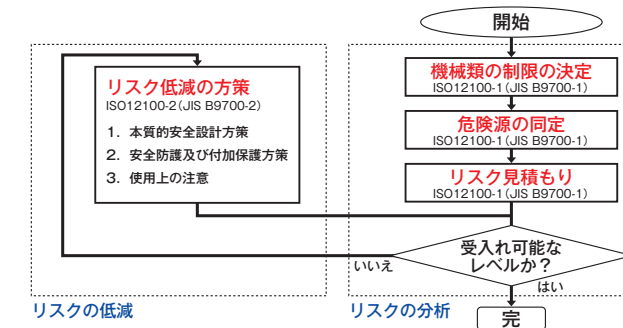 開始
機械類の制限の決定
ISO12100-1(JIS B9700-1)
危険源の同定
ISO12100-1(JIS B9700-1)
リスク見積もり
ISO12100-1(JIS B9700-1)
受入れ可能な
レベルか？
いいえ
はい
完
リスクの分析
リスク低減の方策
ISO12100-2(JIS B9700-2)
1. 本質的安全設計方策
2. 安全防護及び付加保護方策
3. 使用上の注意
リスクの低減